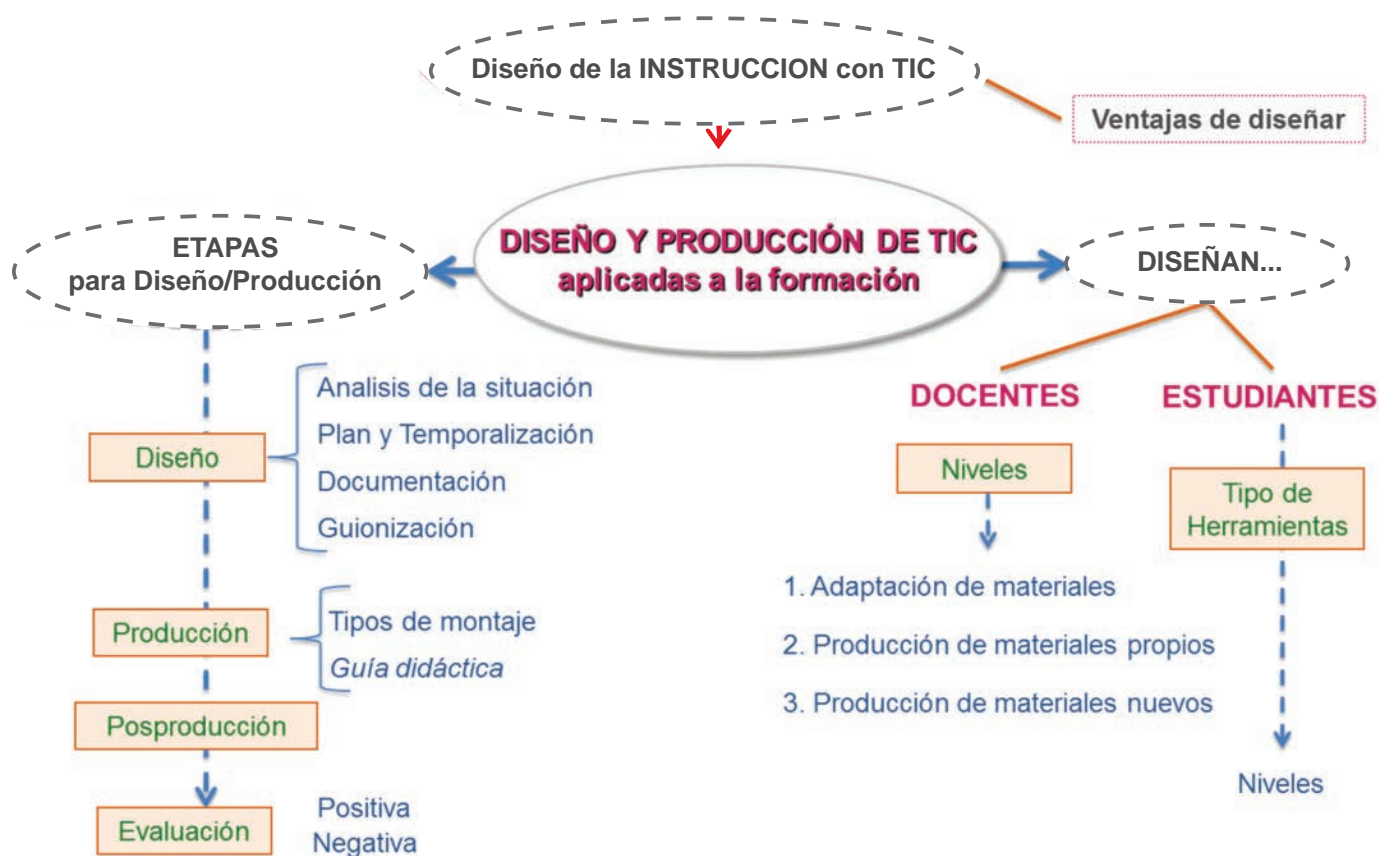 Diseño de la INSTRUCCION con TIC
Ventajas de diseñar
DISEÑO Y PRODUCCIÓN DE TIC
aplicadas a la formación
ETAPAS
para Diseño/Producción
DISEÑAN...
Diseño
Analisis de la situación
Plan y Temporalización
Documentación
Guionización
Producción
Tipos de montaje
Guía didáctica
Posproducción
Evaluación
Positiva
Negativa
DOCENTES
Niveles
1. Adaptación de materiales
2. Producción de materiales propios
3. Producción de materiales nuevos
ESTUDIANTES
Tipo de
Herramientas
Niveles